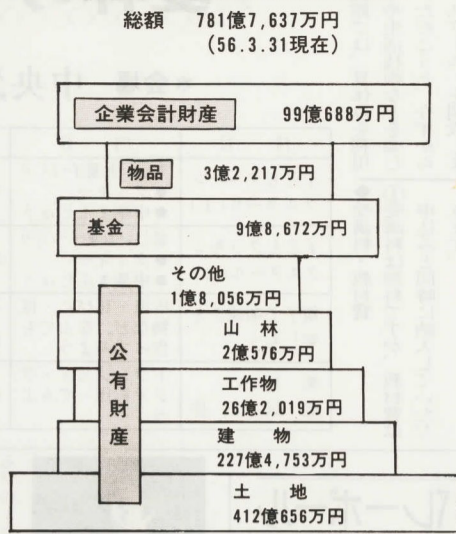 総額 781億7,637万円
(56.3.31現在)
企業会計財産 99億688万円
物品 3億2,217万円
基金 9億8,672万円
公有財産
その他
1億8,056万円
山林
2億576万円
工作物
26億2,019万円
建物
227億4,753万円
土地
412億656万円